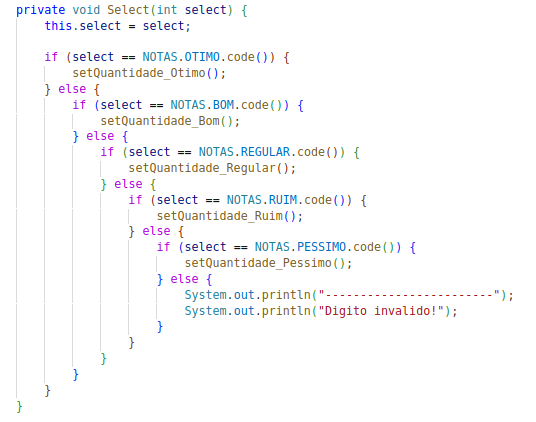 private void Select(int select) {
    this.select = select;

    if (select == NOTAS.OTIMO.code()) {
        setQuantidade_Otimo();
    } else {
        if (select == NOTAS.BOM.code()) {
            setQuantidade_Bom();
        } else {
            if (select == NOTAS.REGULAR.code()) {
                setQuantidade_Regular();
            } else {
                if (select == NOTAS.RUIM.code()) {
                    setQuantidade_Ruim();
                } else {
                    if (select == NOTAS.PESSIMO.code()) {
                        setQuantidade_Pessimo();
                    } else {
                        System.out.println("------------------------");
                        System.out.println("Digito invalido!");
                    }
                }
            }
        }
    }
}